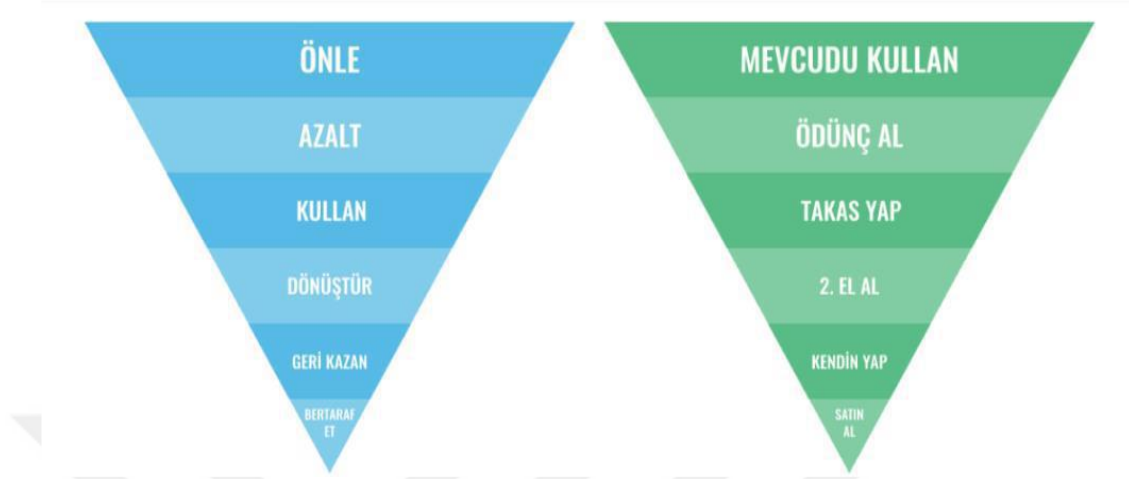 ÖNLE
AZALT
KULLAN
DÖNÜŞTÜR
GERİ KAZAN
BERTARAF
ET
MEVCUDU KULLAN
ÖDÜNÇ AL
TAKAS YAP
2. EL AL
KENDİN YAP
SATIN
AL